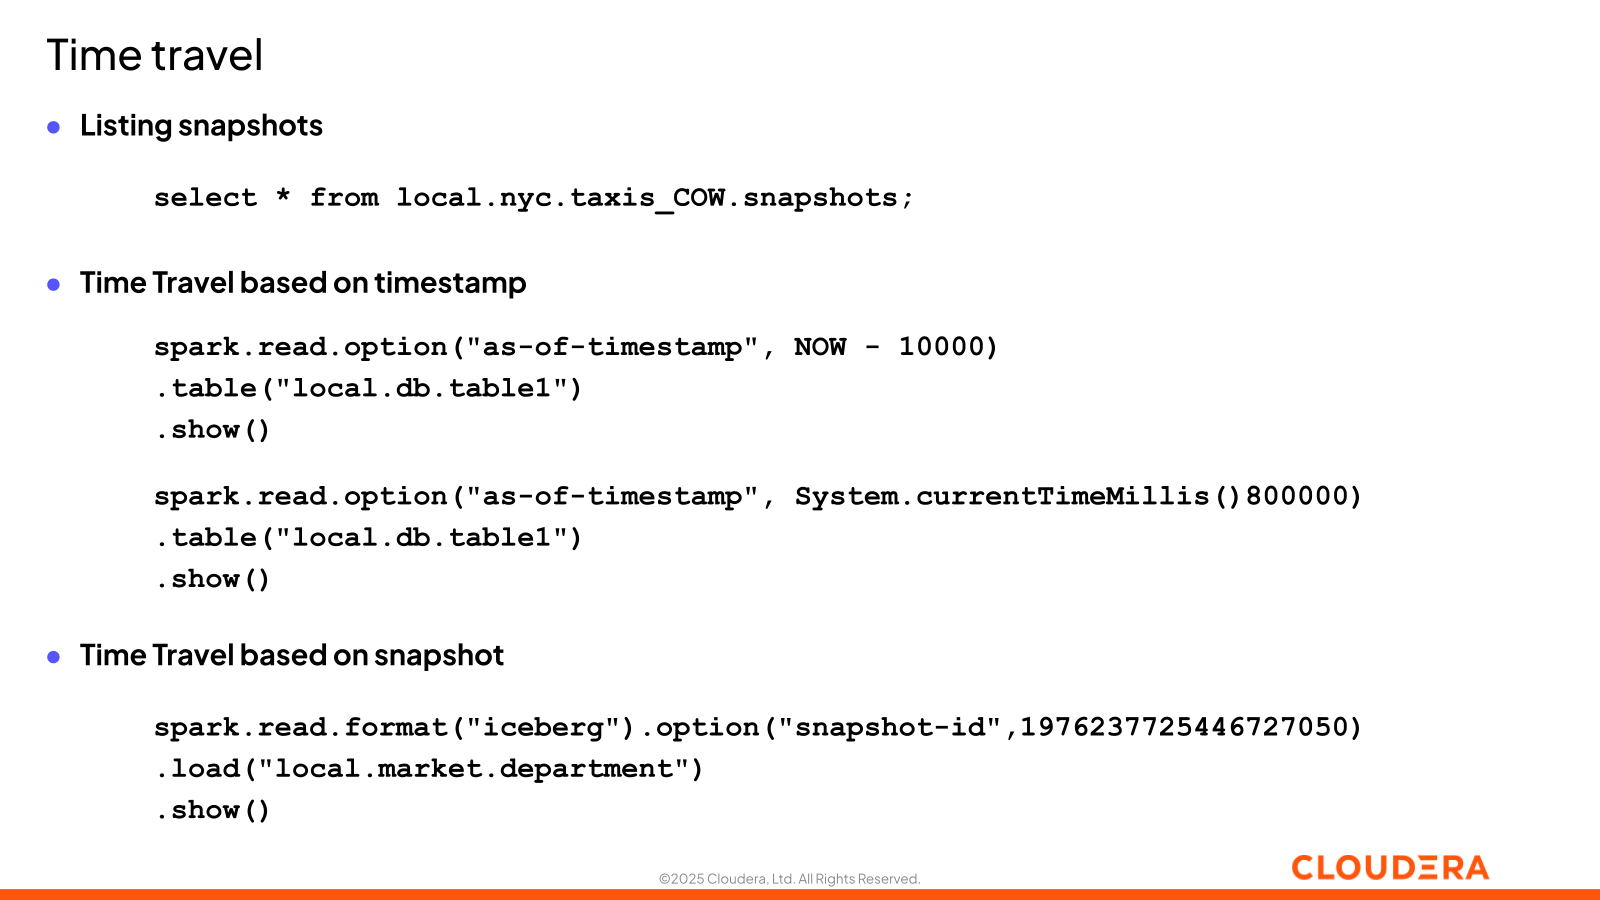 Time travel
Listing snapshots
select * from local.nyc.taxis_COW.snapshots;
Time Travel based on timestamp
spark.read.option("as-of-timestamp", NOW - 10000)
.table("local.db.table1")
.show()
spark.read.option("as-of-timestamp", System.currentTimeMillis()800000)
.table("local.db.table1")
.show()
Time Travel based on snapshot
spark.read.format("iceberg").option("snapshot-id",1976237725446727050)
.load("local.market.department")
.show()
CLOUDERA
©2025 Cloudera, Ltd. All Rights Reserved.